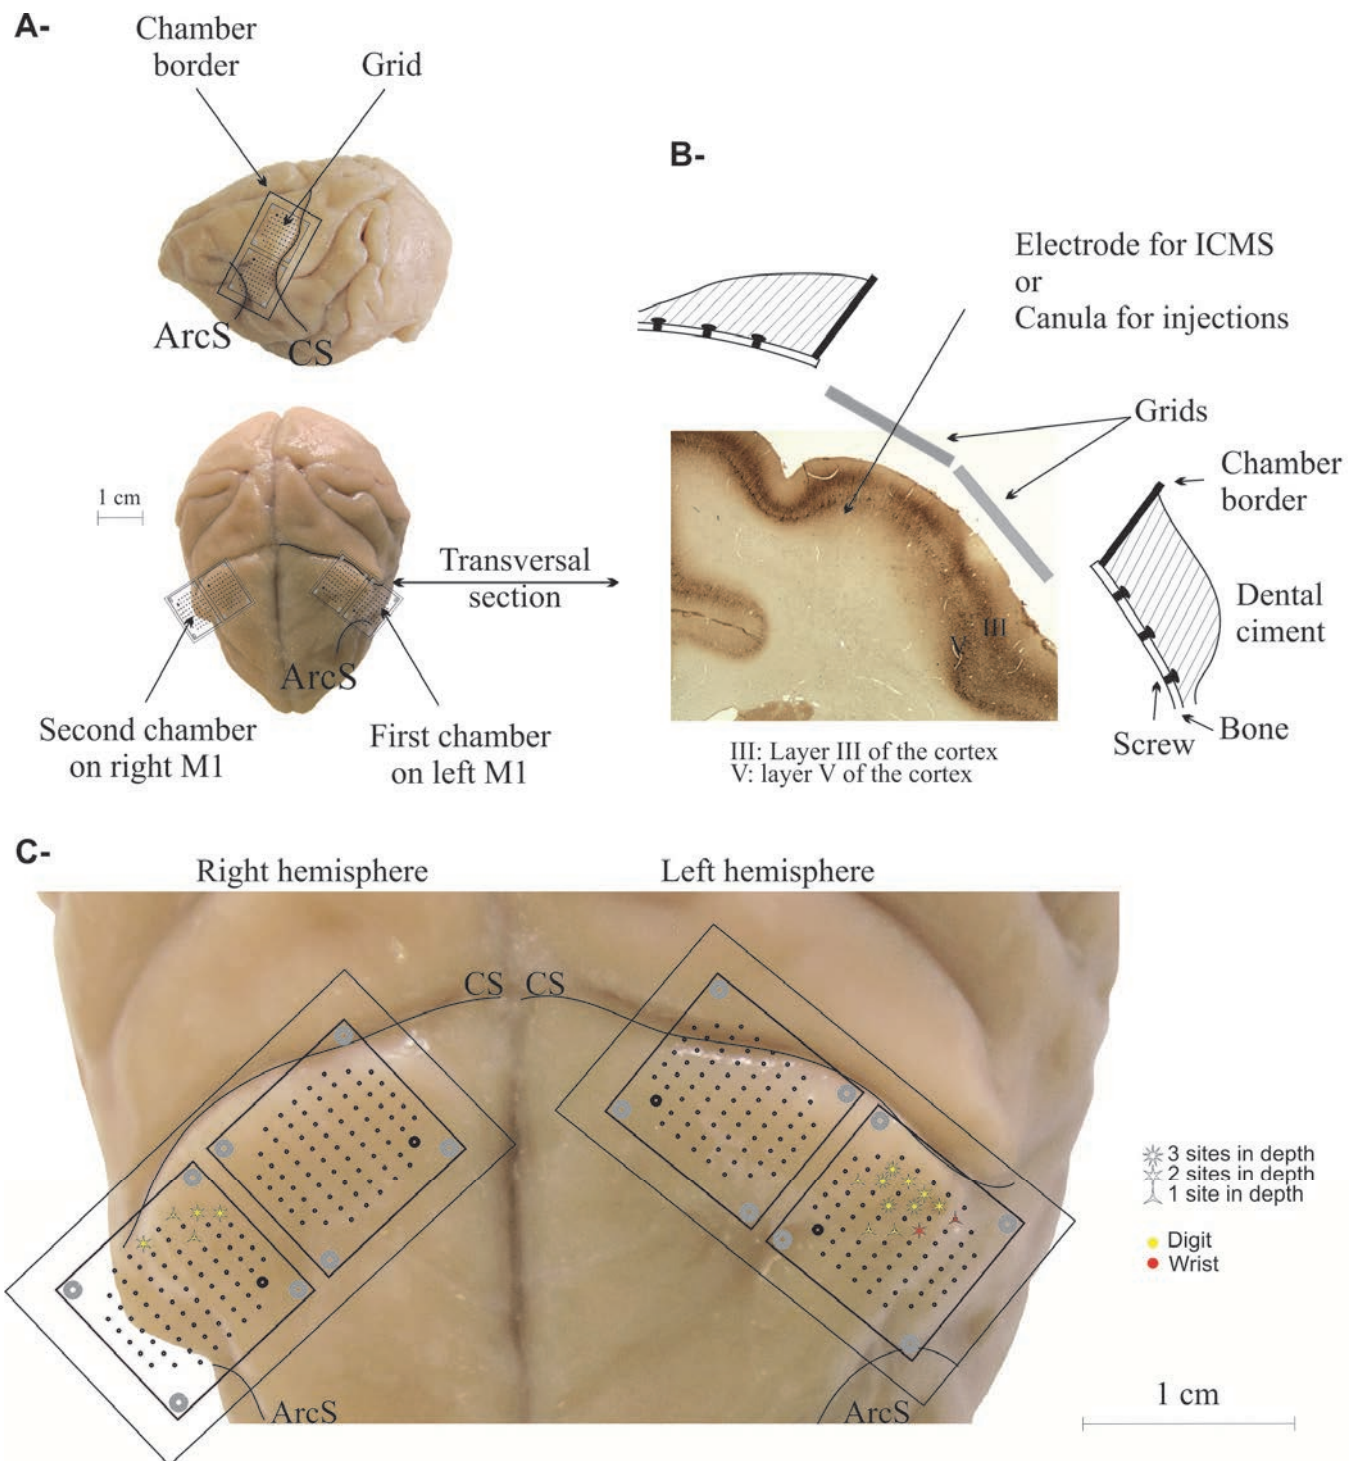 A-
Chamber
border
Grid
ArcS
CS
1 cm
Transversal
section
ArcS
Second chamber
on right M1
First chamber
on left M1
B-
Electrode for ICMS
or
Canula for injections
Grids
Chamber
border
Dental
ciment
III
V
Screw
Bone
III: Layer III of the cortex
V: layer V of the cortex
C-
Right hemisphere
Left hemisphere
CS
CS
3 sites in depth
2 sites in depth
1 site in depth
Digit
Wrist
ArcS
ArcS
1 cm